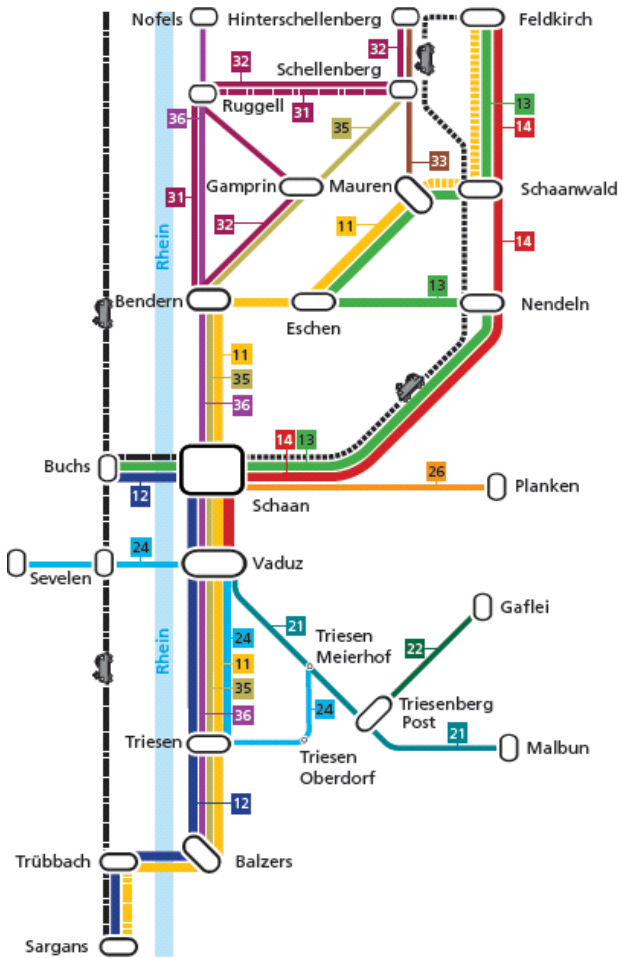 Nofels
Hinterschellenberg
Feldkirch
32
32
Schellenberg
13
Ruggell
31
36
35
14
33
Gamprin
Mauren
Schaanwald
31
32
11
14
Rhein
Bendern
13
Eschen
Nendeln
11
35
36
14
13
Buchs
26
12
Planken
Schaan
24
Vaduz
Sevelen
Gaflei
21
24
Triesen
Meierhof
22
Rhein
11
35
24
Triesenberg
Post
36
Triesen
21
Malbun
Triesen
Oberdorf
12
Trübbach
Balzers
Sargans